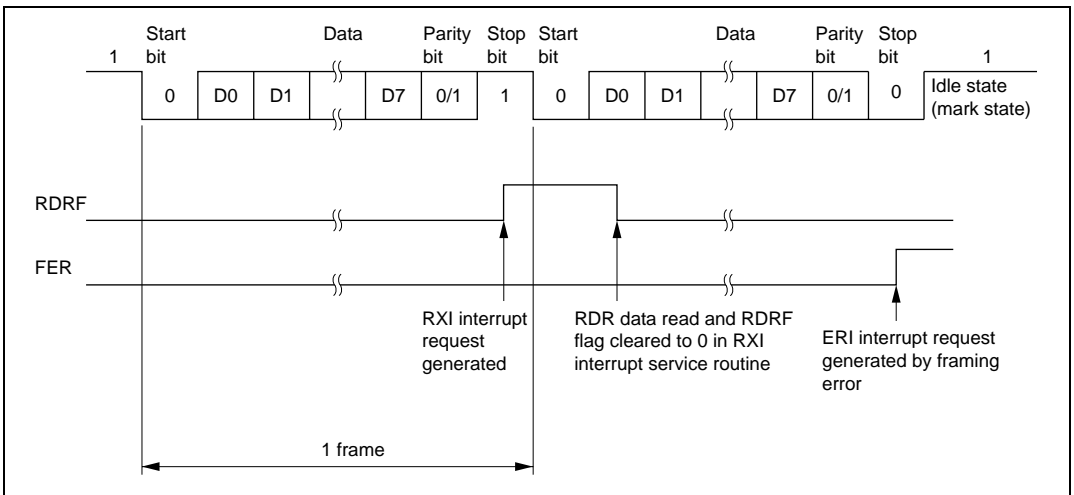 1
Start
bit
Data
Parity
bit
Stop
bit
Start
bit
Data
Parity
bit
Stop
bit
1
0 D0 D1 D7 0/1 1 0 D0 D1 D7 0/1 0
Idle state
(mark state)
RDRF
FER
RXI interrupt
request
generated
RDR data read and RDRF
flag cleared to 0 in RXI
interrupt service routine
ERI interrupt request
generated by framing
error
1 frame